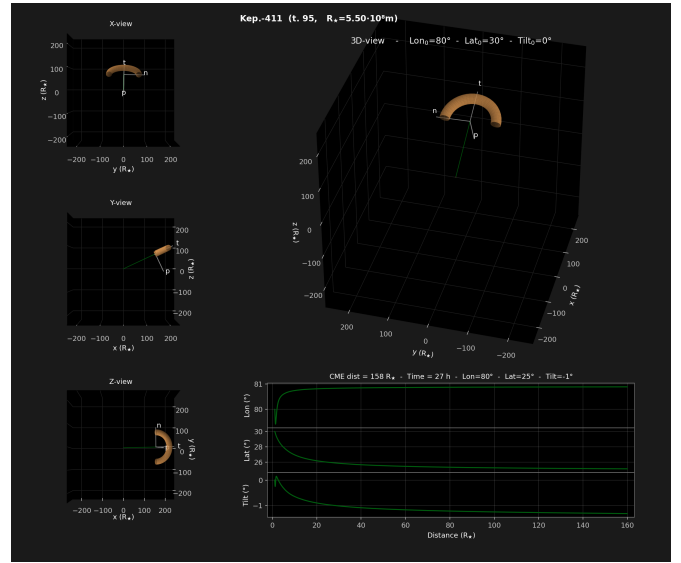 Kep.-411 (t. 95, R⋆=5.50·10⁸m)
X-view
200
100
0
−100
−200
z (R⋆)
t
n
p
−200 −100 0 100 200
y (R⋆)
3D-view - Lon₀=80° - Lat₀=30° - Tilt₀=0°
t
n
p
200
100
0
−100
−200
z (R⋆)
200
100
0
−100
−200
y (R⋆)
200
100
0
−100
−200
x (R⋆)
Y-view
200
100
0
−100
−200
z (R⋆)
t
p
−200 −100 0 100 200
x (R⋆)
Z-view
200
100
0
−100
−200
y (R⋆)
n
t
−200 −100 0 100 200
x (R⋆)
CME dist = 158 R⋆ - Time = 27 h - Lon=80° - Lat=25° - Tilt=-1°
81
80
Lon (°)
30
28
26
Lat (°)
0
−1
Tilt (°)
0 20 40 60 80 100 120 140 160
Distance (R⋆)